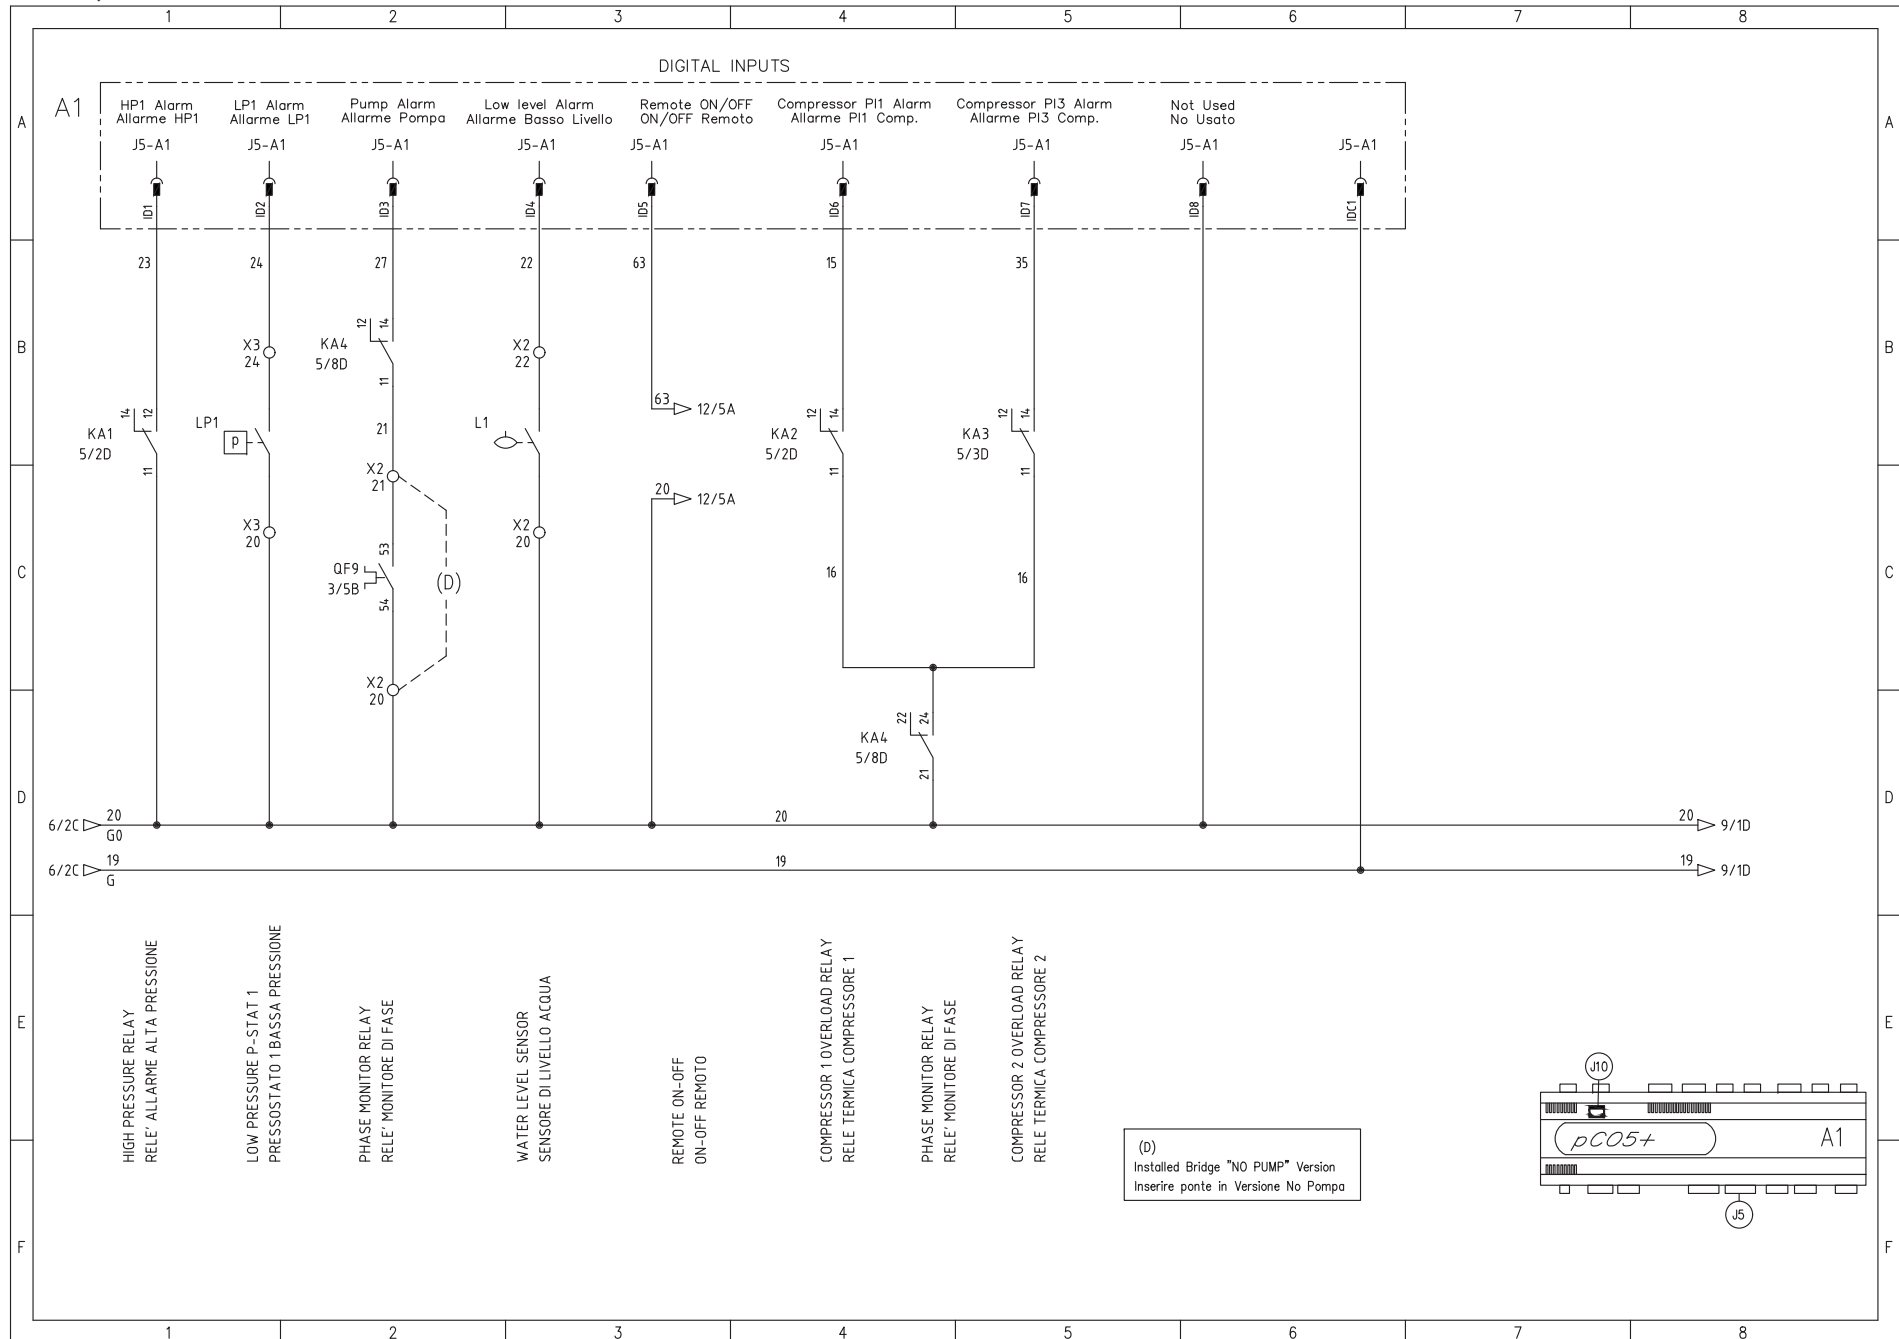 1 2 3 4 5 6 7 8
DIGITAL INPUTS
A1
A
A
HP1 Alarm
Allarme HP1
LP1 Alarm
Allarme LP1
Pump Alarm
Allarme Pompa
Low level Alarm
Allarme Basso Livello
Remote ON/OFF
ON/OFF Remoto
Compressor PI1 Alarm
Allarme PI1 Comp.
Compressor PI3 Alarm
Allarme PI3 Comp.
Not Used
No Usato
J5-A1 J5-A1 J5-A1 J5-A1 J5-A1 J5-A1 J5-A1 J5-A1 J5-A1
ID1 ID2 ID3 ID4 ID5 ID6 ID7 ID8 IDC1
23 24 27 22 63 15 35
B
B
12 14
KA4
5/8D
11
X3
24
X2
22
63 12/5A
14 12
KA1
5/2D
11
LP1
P
21
L1
12 14
KA2
5/2D
11
12 14
KA3
5/3D
11
X2
21
20 12/5A
X3
20
X2
20
C
C
53
QF9
3/5B
54
(D)
16
16
X2
20
22 24
KA4
5/8D
21
D
D
6/2C 20
G0
20
20 9/1D
6/2C 19
G
19
19 9/1D
E
E
HIGH PRESSURE RELAY
RELE' ALLARME ALTA PRESSIONE
LOW PRESSURE P-STAT 1
PRESSOSTATO 1 BASSA PRESSIONE
PHASE MONITOR RELAY
RELE' MONITORE DI FASE
WATER LEVEL SENSOR
SENSORE DI LIVELLO ACQUA
REMOTE ON-OFF
ON-OFF REMOTO
COMPRESSOR 1 OVERLOAD RELAY
RELE TERMICA COMPRESSORE 1
PHASE MONITOR RELAY
RELE' MONITORE DI FASE
COMPRESSOR 2 OVERLOAD RELAY
RELE TERMICA COMPRESSORE 2
(D)
Installed Bridge "NO PUMP" Version
Inserire ponte in Versione No Pompa
J10
pCO5+
A1
J5
F
F
1 2 3 4 5 6 7 8